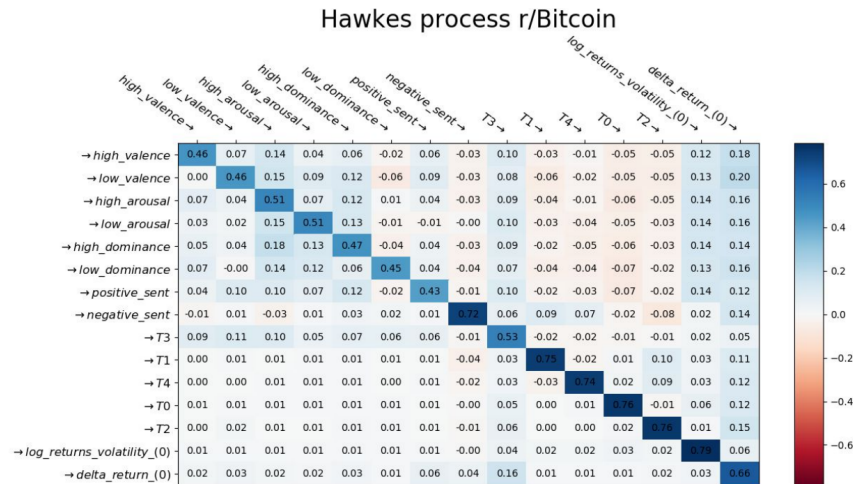 Hawkes process r/Bitcoin
high_valence→
low_valence→
high_arousal→
low_arousal→
high_dominance→
low_dominance→
positive_sent→
negative_sent→
T3→
T1→
T4→
T0→
T2→
log_returns_volatility_(0)→
delta_return_(0)→
→high_valence 0.46 0.07 0.14 0.04 0.06 -0.02 0.06 -0.03 0.10 -0.03 -0.01 -0.05 -0.05 0.12 0.18
→low_valence 0.00 0.46 0.15 0.09 0.12 -0.06 0.09 -0.03 0.08 -0.06 -0.02 -0.05 -0.05 0.13 0.20
→high_arousal 0.07 0.04 0.51 0.07 0.12 0.01 0.04 -0.03 0.09 -0.04 -0.01 -0.06 -0.05 0.14 0.16
→low_arousal 0.03 0.02 0.15 0.51 0.13 -0.01 -0.01 -0.00 0.10 -0.03 -0.04 -0.05 -0.03 0.14 0.16
→high_dominance 0.05 0.04 0.18 0.13 0.47 -0.04 0.04 -0.03 0.09 -0.02 -0.05 -0.06 -0.03 0.14 0.14
→low_dominance 0.07 -0.00 0.14 0.12 0.06 0.45 0.04 -0.04 0.07 -0.04 -0.04 -0.07 -0.02 0.13 0.16
→positive_sent 0.04 0.10 0.10 0.07 0.12 -0.02 0.43 -0.01 0.10 -0.02 -0.03 -0.07 -0.02 0.14 0.12
→negative_sent -0.01 0.01 -0.03 0.01 0.03 0.02 0.01 0.72 0.06 0.09 0.07 -0.02 -0.08 0.02 0.14
→T3 0.09 0.11 0.10 0.05 0.07 0.06 0.06 -0.01 0.53 -0.02 -0.02 -0.01 -0.01 0.02 0.05
→T1 0.00 0.01 0.01 0.01 0.01 0.01 0.01 -0.04 0.03 0.75 -0.02 0.01 0.10 0.03 0.11
→T4 0.00 0.00 0.01 0.01 0.01 0.01 0.01 -0.02 0.03 -0.03 0.74 0.02 0.09 0.03 0.12
→T0 0.01 0.01 0.01 0.01 0.01 0.01 0.01 -0.00 0.05 0.00 0.01 0.76 -0.01 0.06 0.12
→T2 0.00 0.01 0.01 0.01 0.01 0.01 0.01 -0.01 0.06 0.00 0.00 0.02 0.76 0.01 0.15
→log_returns_volatility_(0) 0.01 0.01 0.01 0.01 0.01 0.01 0.01 -0.00 0.04 0.02 0.02 0.03 0.02 0.79 0.06
→delta_return_(0) 0.02 0.03 0.02 0.02 0.03 0.01 0.06 0.04 0.16 0.01 0.01 0.01 0.02 0.03 0.66
0.6
0.4
0.2
0.0
−0.2
−0.4
−0.6